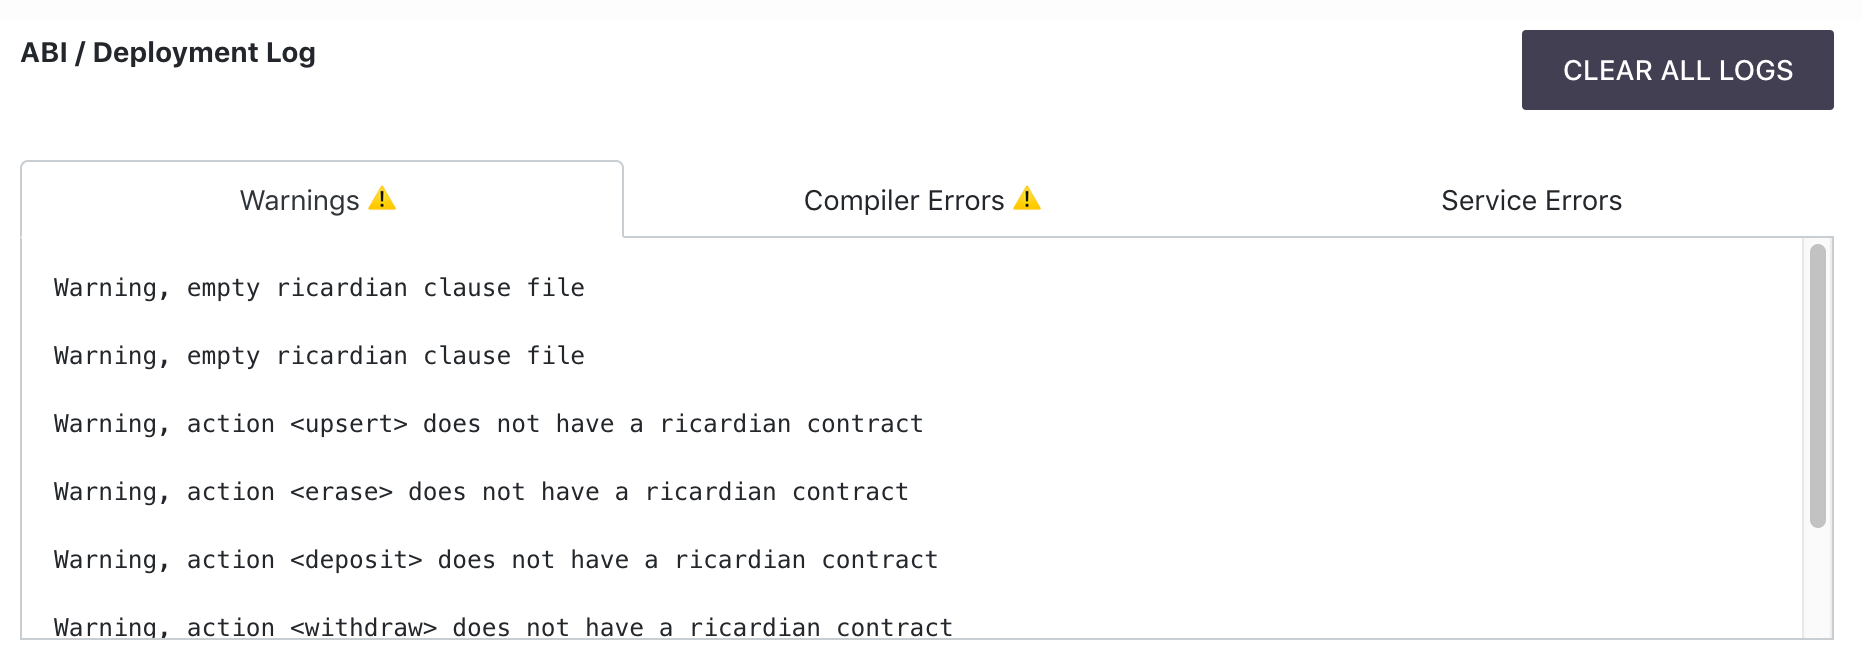 ABI / Deployment Log
CLEAR ALL LOGS
Warnings
Compiler Errors
Service Errors
Warning, empty ricardian clause file
Warning, empty ricardian clause file
Warning, action <upsert> does not have a ricardian contract
Warning, action <erase> does not have a ricardian contract
Warning, action <deposit> does not have a ricardian contract
Warning, action <withdraw> does not have a ricardian contract